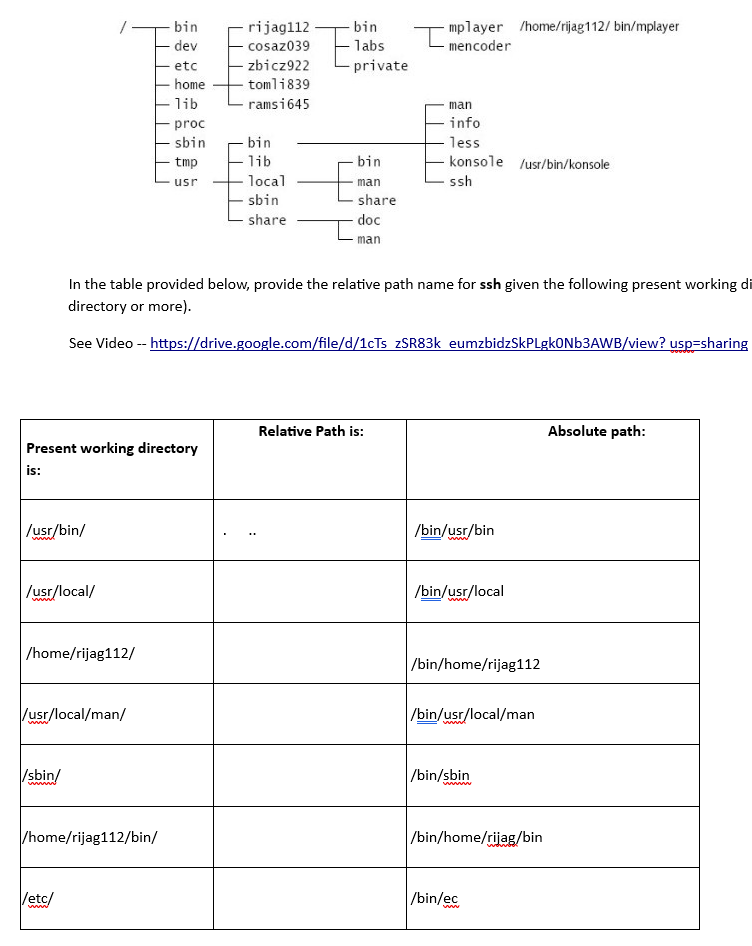 / bin rijag112 bin mplayer /home/rijag112/ bin/mplayer
dev cosaz039 labs mencoder
etc zbicz922 private
home tomli839
lib ramsi645 man
proc info
sbin bin less
tmp lib bin konsole /usr/bin/konsole
usr local man ssh
sbin share
share doc
man
In the table provided below, provide the relative path name for ssh given the following present working di
directory or more).
See Video -- https://drive.google.com/file/d/1cTs_zSR83k_eumzbidzSkPLgk0Nb3AWB/view? usp=sharing
Present working directory is: Relative Path is: Absolute path:
/usr/bin/ . .. /bin/usr/bin
/usr/local/ /bin/usr/local
/home/rijag112/ /bin/home/rijag112
/usr/local/man/ /bin/usr/local/man
/sbin/ /bin/sbin
/home/rijag112/bin/ /bin/home/rijag/bin
/etc/ /bin/ec